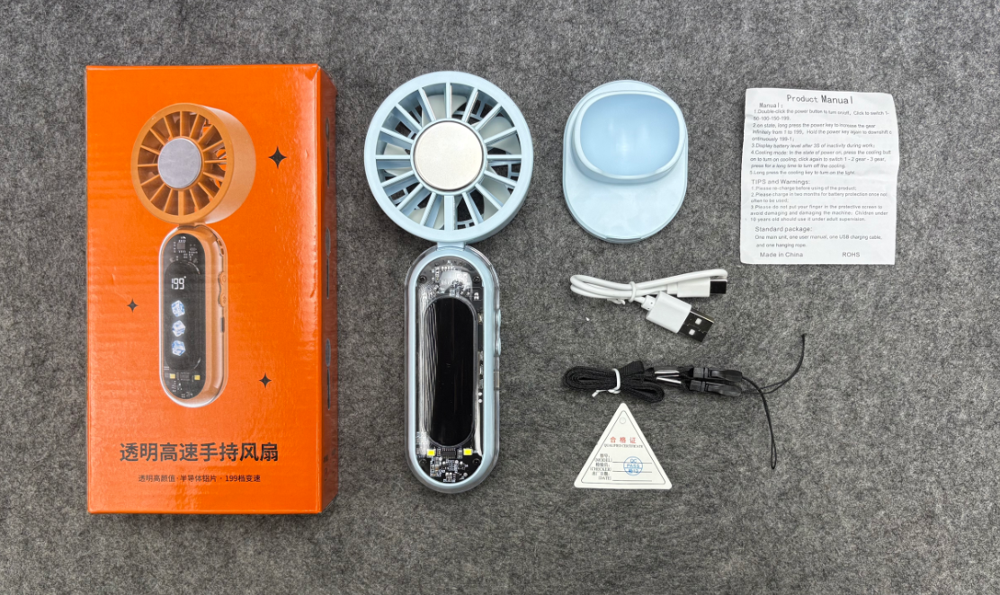 199
透明高速手持风扇
透明高颜值·半导体铝片·199档变速
Product Manual
Manual:
1.Double-click the power button is turn on/off, Click to switch 1-
50-100-150-199.
2.on state, long press the power key to increase the gear
infinitely from 1 to 199, Hold the power key again to downshift
continuously 199-1;
3.Display battery level after 30 of inactivity during work;
4.Cooling mode: In the state of power on, press the cooling but
on to turn on cooling, click again to switch 1 - 2 gear - 3 gear,
press for a long time to turn off the cooling.
5.Long press the cooling key to turn on the light.
TIPS and Warnings:
1.Please re-charge before using of the product.
2.Please charge in two months for battery protection once not
often to be used.
3.Please do not put your finger in the protective screen to
avoid damaging and damaging the machine. Children under
10 years old should use it under adult supervision.
Standard package:
One main unit, one user manual, one USB charging cable,
and one hanging rope.
Made in China ROHS
合格证
QUALITY CERTIFICATE
QC
PASS